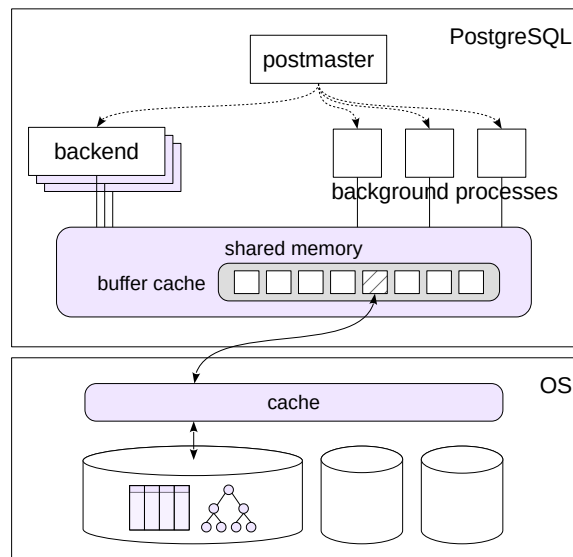 PostgreSQL
postmaster
backend
background processes
shared memory
buffer cache
OS
cache